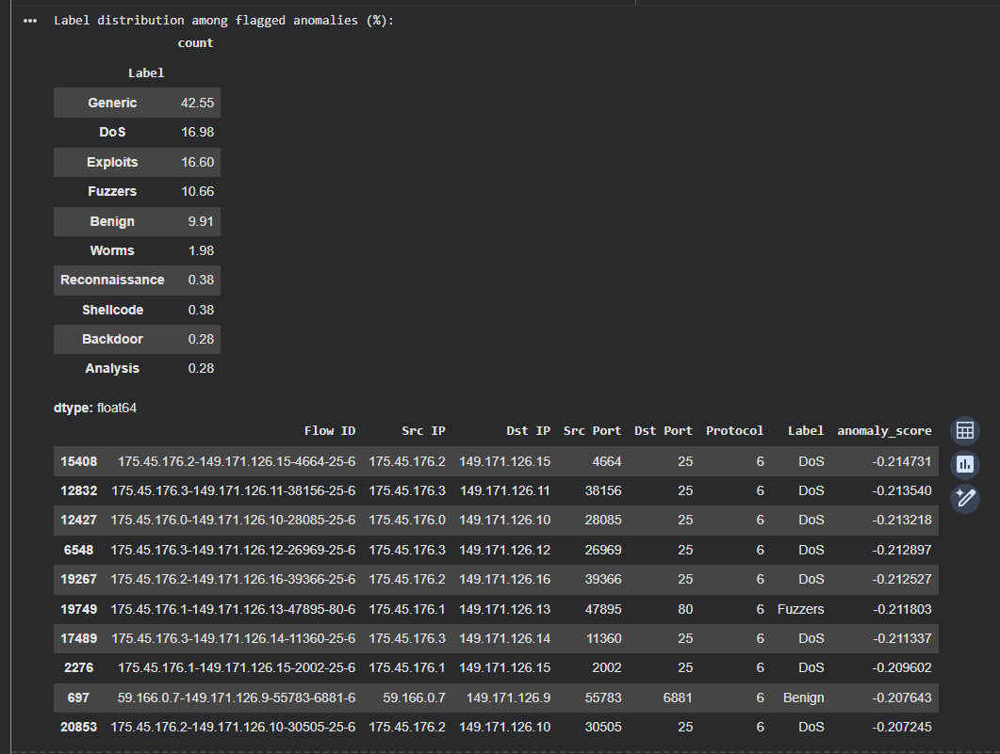 ••• Label distribution among flagged anomalies (%):
count
Label
Generic 42.55
DoS 16.98
Exploits 16.60
Fuzzers 10.66
Benign 9.91
Worms 1.98
Reconnaissance 0.38
Shellcode 0.38
Backdoor 0.28
Analysis 0.28
dtype: float64
Flow ID Src IP Dst IP Src Port Dst Port Protocol Label anomaly_score
15408 175.45.176.2-149.171.126.15-4664-25-6 175.45.176.2 149.171.126.15 4664 25 6 DoS -0.214731
12832 175.45.176.3-149.171.126.11-38156-25-6 175.45.176.3 149.171.126.11 38156 25 6 DoS -0.213540
12427 175.45.176.0-149.171.126.10-28085-25-6 175.45.176.0 149.171.126.10 28085 25 6 DoS -0.213218
6548 175.45.176.3-149.171.126.12-26969-25-6 175.45.176.3 149.171.126.12 26969 25 6 DoS -0.212897
19267 175.45.176.2-149.171.126.16-39366-25-6 175.45.176.2 149.171.126.16 39366 25 6 DoS -0.212527
19749 175.45.176.1-149.171.126.13-47895-80-6 175.45.176.1 149.171.126.13 47895 80 6 Fuzzers -0.211803
17489 175.45.176.3-149.171.126.14-11360-25-6 175.45.176.3 149.171.126.14 11360 25 6 DoS -0.211337
2276 175.45.176.1-149.171.126.15-2002-25-6 175.45.176.1 149.171.126.15 2002 25 6 DoS -0.209602
697 59.166.0.7-149.171.126.9-55783-6881-6 59.166.0.7 149.171.126.9 55783 6881 6 Benign -0.207643
20853 175.45.176.2-149.171.126.10-30505-25-6 175.45.176.2 149.171.126.10 30505 25 6 DoS -0.207245